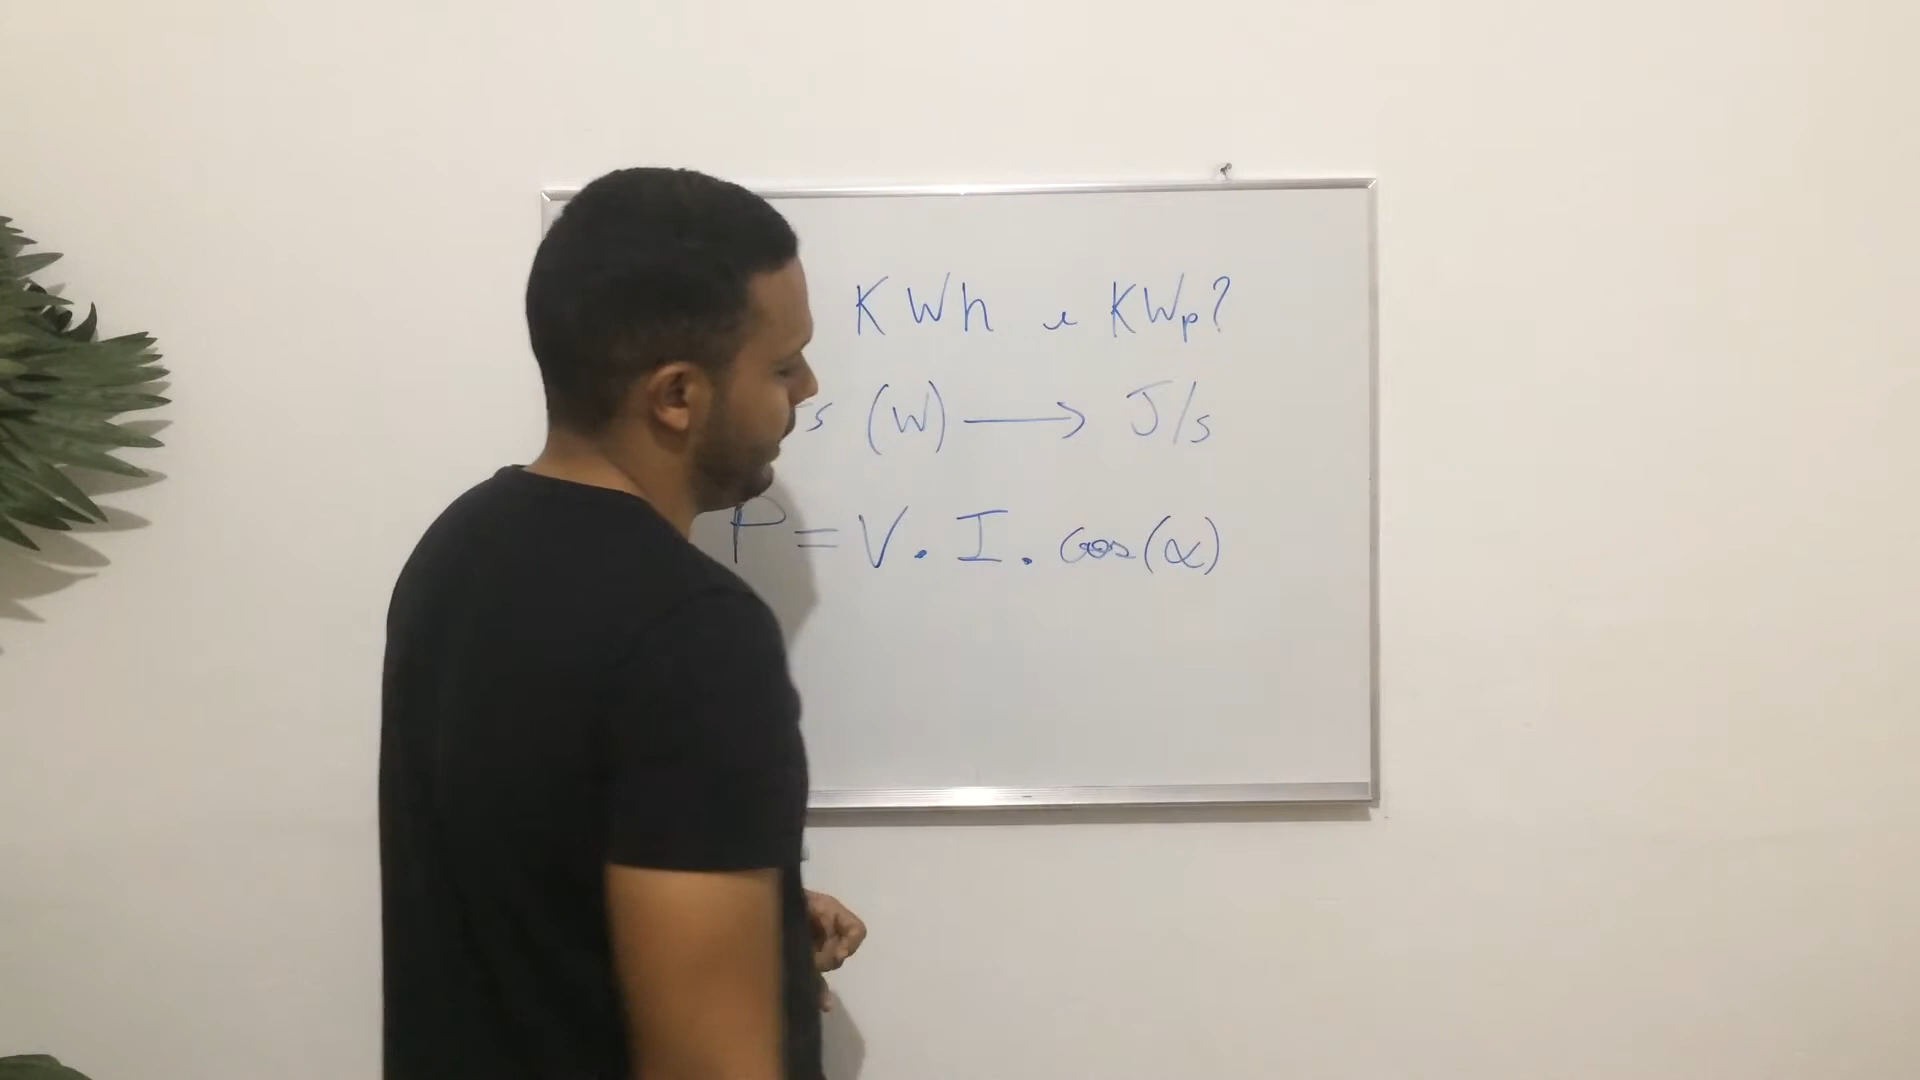 KWh e KWp?
(W) → J/s
P = V . I . cos(α)